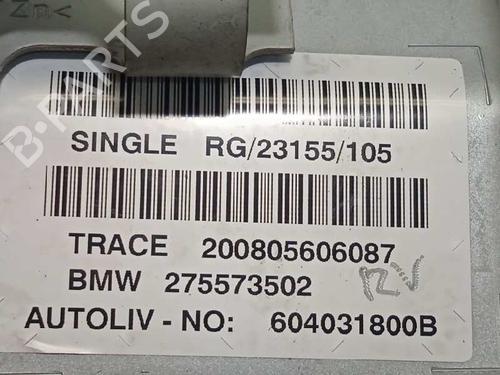 B-PARTS
SINGLE RG/23155/105
TRACE 200805606087
BMW 275573502
AUTOLIV - NO: 604031800B